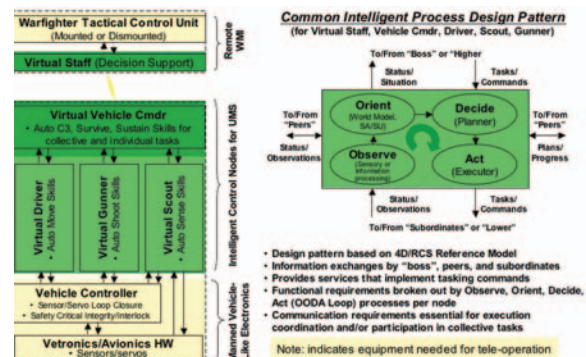 Warfighter Tactical Control Unit
(Mounted or Dismounted)
Virtual Staff (Decision Support)
Remote
WMI
Virtual Vehicle Cmdr
• Auto C3, Survive, Sustain Skills for
collective and individual tasks
Virtual Driver
• Auto Move Skills
Virtual Gunner
• Auto Shoot Skills
Virtual Scout
• Auto Sense Skills
Intelligent Control Nodes for UMS
Vehicle Controller
• Sensor/Servo Loop Closure
• Safety Critical Integrity/Interlock
Vetronics/Avionics HW
• Sensors/servos
Manned Vehicle-
Like Electronics
Common Intelligent Process Design Pattern
(for Virtual Staff, Vehicle Cmdr, Driver, Scout, Gunner)
To/From "Boss" or "Higher
Status/
Situation
Tasks/
Commands
Orient
(World Model,
SA/SU)
Decide
(Planner)
To/From
"Peers"
Status/
Observations
To/From
"Peers"
Plans/
Progress
Observe
(Sensory or
Information
processing)
Act
(Executor)
Status/
Observations
Tasks/
Commands
To/From "Subordinates" or "Lower"
• Design pattern based on 4D/RCS Reference Model
• Information exchanges by "boss", peers, and subordinates
• Provides services that implement tasking commands
• Functional requirements broken out by Observe, Orient, Decide,
Act (OODA Loop) processes per node
• Communication requirements essential for execution
coordination and/or participation in collective tasks
Note: indicates equipment needed for tele-operation